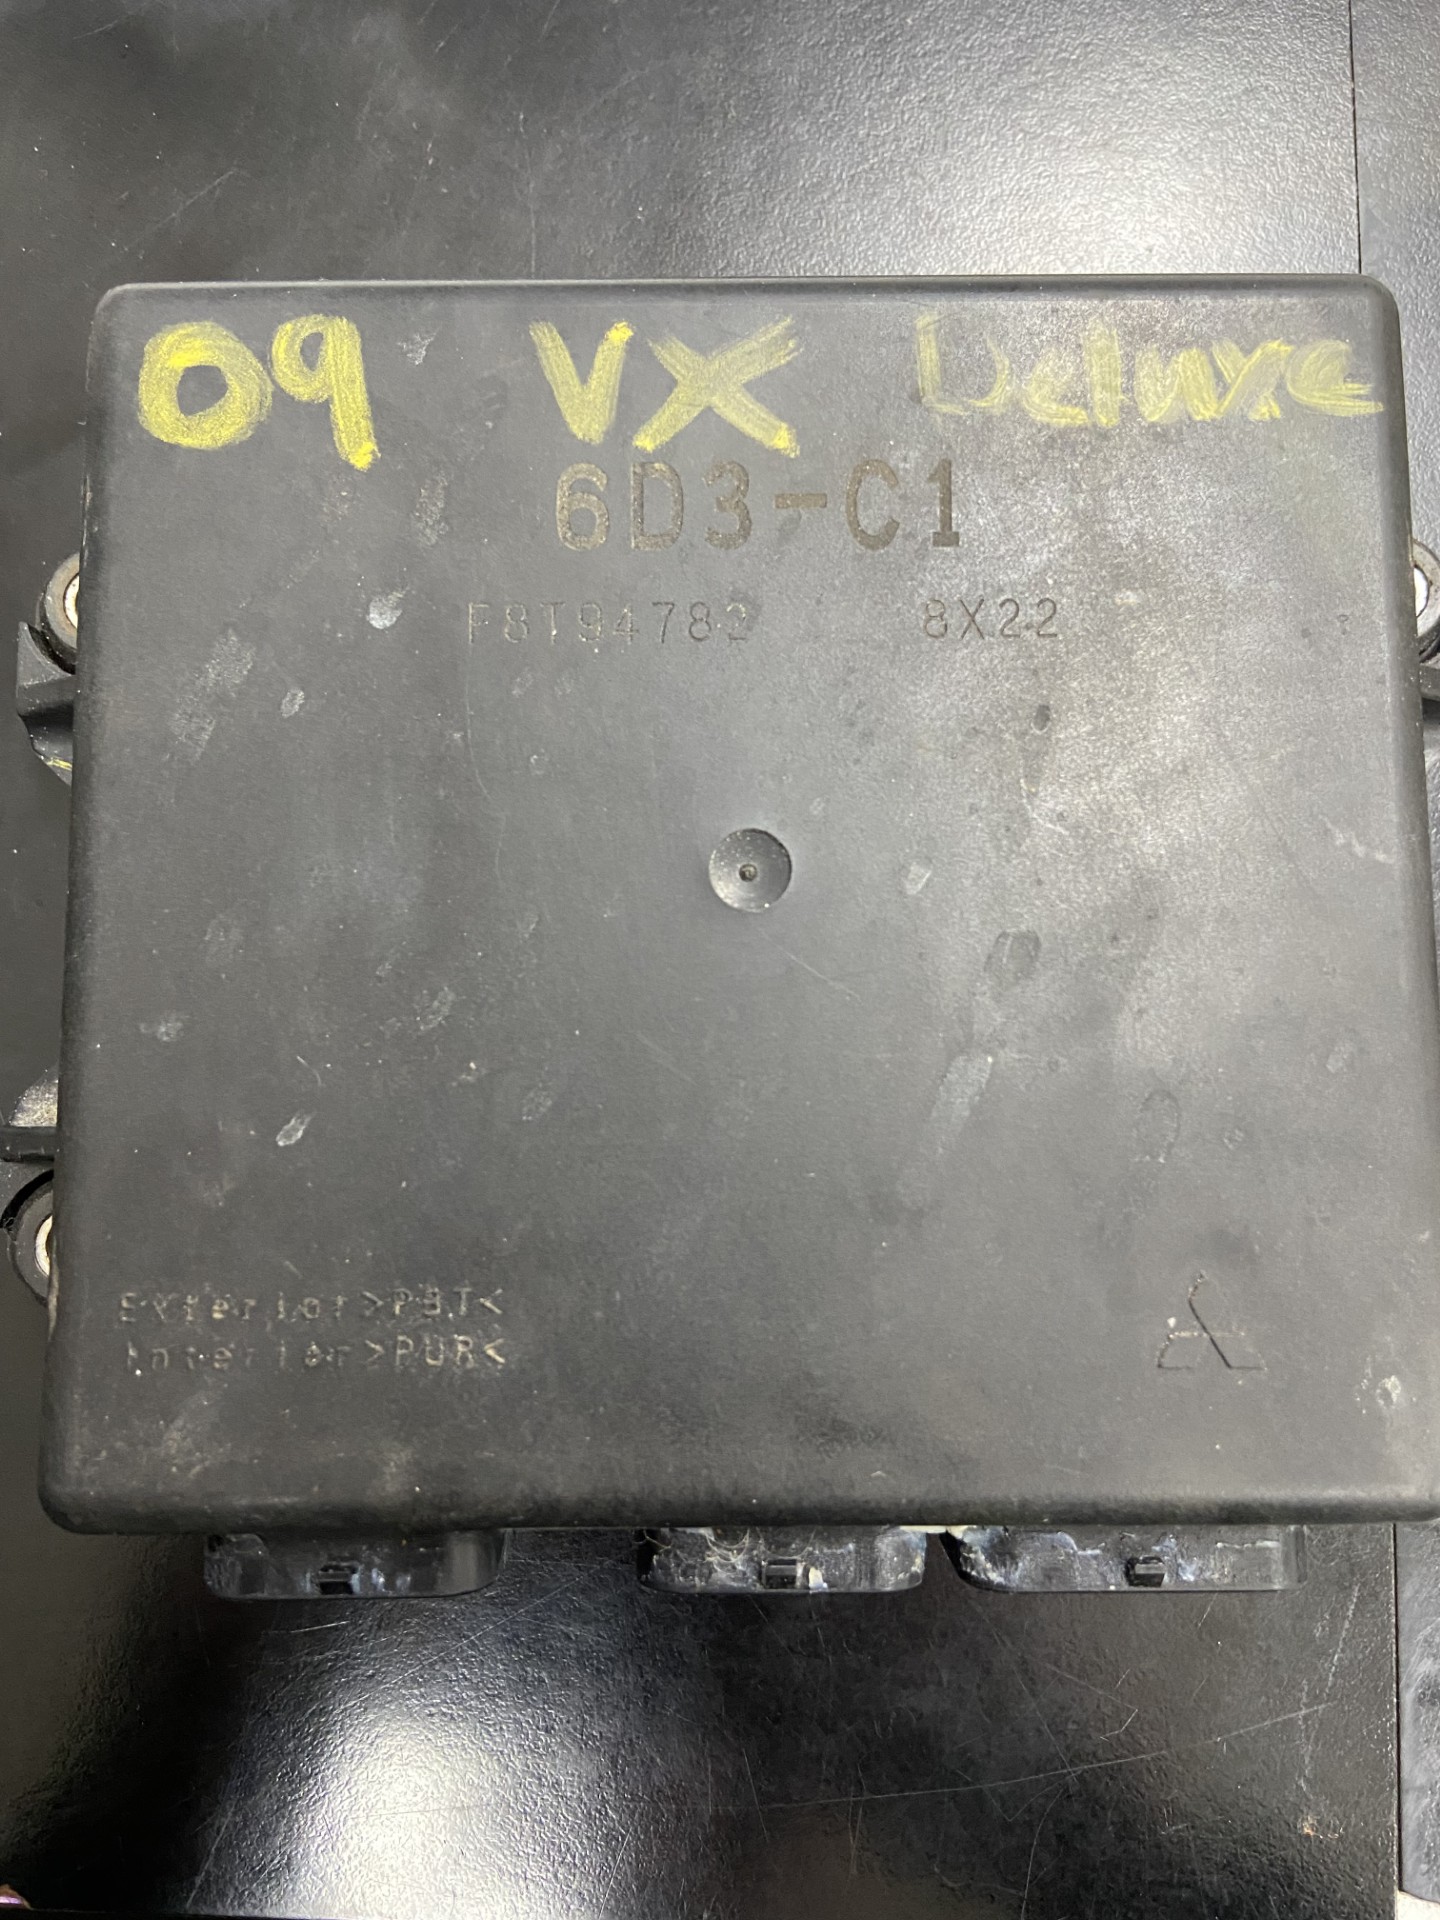 09 VX Deluxe
6D3-C1
F8T94782 8X22
Exterior>PBT<
Interior>PUR<